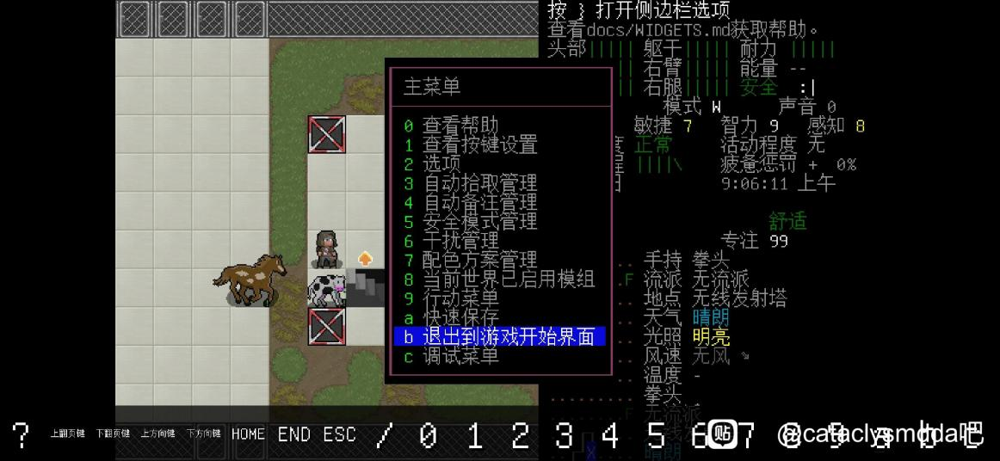 按 } 打开侧边栏选项
查看docs/WIDGETS.md获取帮助。
头部||||| 躯干||||| 耐力 |||||
|| 右臂||||| 能量 --
|| 右腿||||| 安全 :|
模式 W 声音 0
敏捷 7 智力 9 感知 8
度 正常 活动程度 无
||||\ 疲惫惩罚 + 0%
9:06:11 上午
舒适
专注 99
手持 拳头
.F 流派 无流派
地点 无线发射塔
天气 晴朗
光照 明亮
风速 无风
温度 -
拳头
无流派
晴朗
主菜单
0 查看帮助
1 查看按键设置
2 选项
3 自动拾取管理
4 自动备注管理
5 安全模式管理
6 干扰管理
7 配色方案管理
8 当前世界已启用模组
9 行动菜单
a 快速保存
b 退出到游戏开始界面
c 调试菜单
? 上翻页键 下翻页键 上方向键 下方向键 HOME END ESC / 0 1 2 3 4 5 6 7 8 9 a b c
贴 @cataclysmdda吧